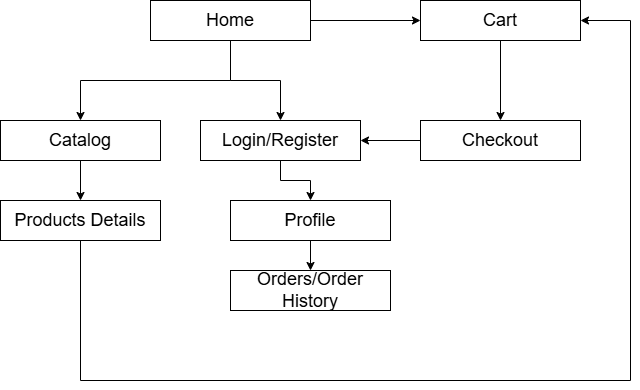 Home
Cart
Catalog
Login/Register
Checkout
Products Details
Profile
Orders/Order
History